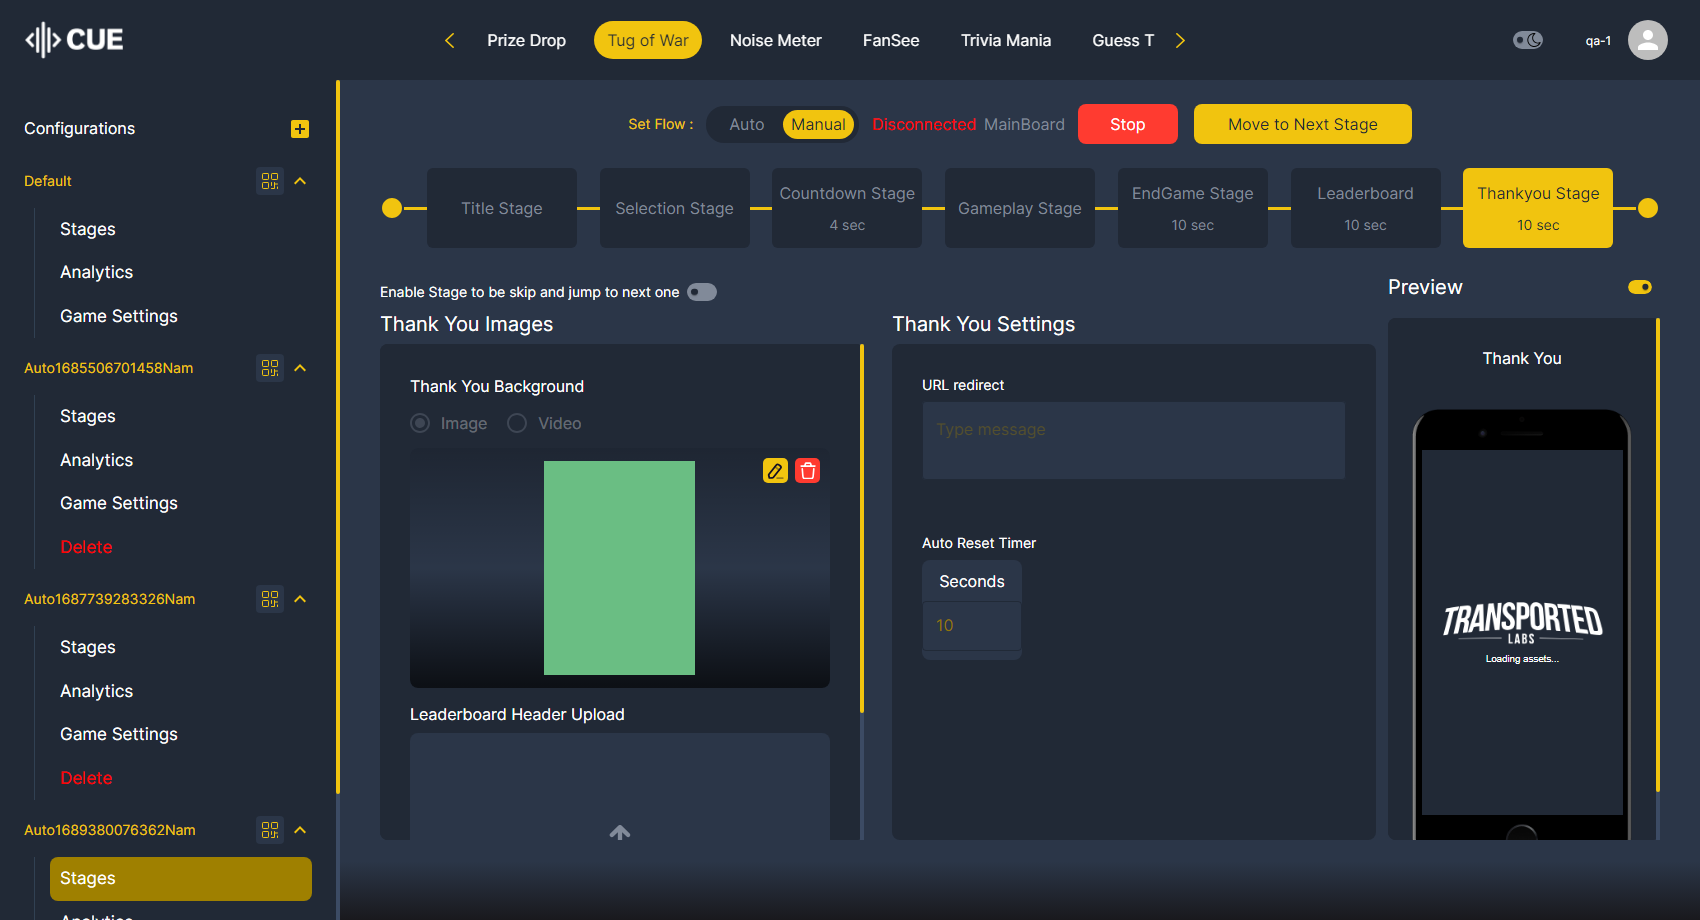 CUE
Prize Drop
Tug of War
Noise Meter
FanSee
Trivia Mania
Guess T
qa-1
Configurations
Default
Stages
Analytics
Game Settings
Auto1685506701458Nam
Stages
Analytics
Game Settings
Delete
Auto1687739283326Nam
Stages
Analytics
Game Settings
Delete
Auto1689380076362Nam
Stages
Analytics
Set Flow :
Auto
Manual
Disconnected MainBoard
Stop
Move to Next Stage
Title Stage
Selection Stage
Countdown Stage
4 sec
Gameplay Stage
EndGame Stage
10 sec
Leaderboard
10 sec
Thankyou Stage
10 sec
Enable Stage to be skip and jump to next one
Thank You Images
Thank You Background
Image
Video
Leaderboard Header Upload
Thank You Settings
URL redirect
Type message
Auto Reset Timer
Seconds
10
Preview
Thank You
TRANSPORTED
LABS
Loading assets...